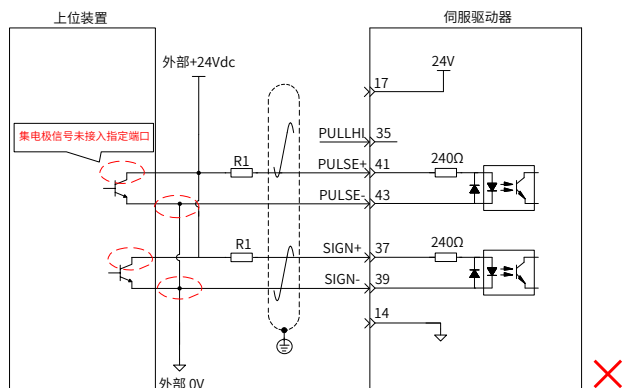 上位装置
伺服驱动器
外部+24Vdc
24V
17
集电极信号未接入指定端口
PULLHI
35
R1
PULSE+
41
240Ω
PULSE-
43
R1
SIGN+
37
240Ω
SIGN-
39
14
外部 0V